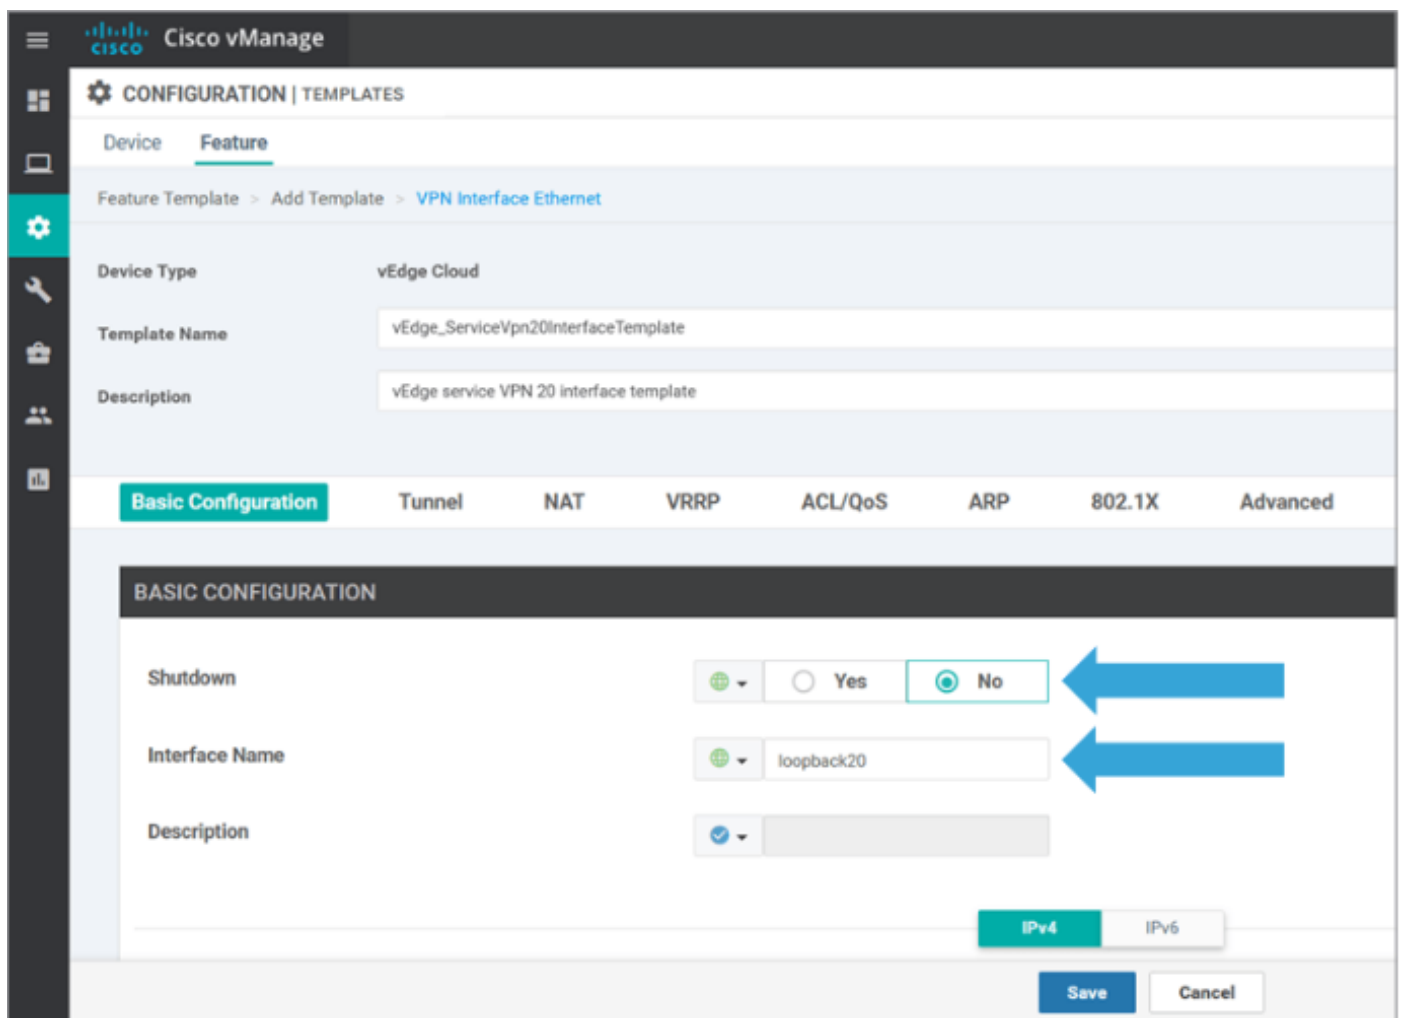 cisco Cisco vManage
CONFIGURATION | TEMPLATES
Device Feature
Feature Template > Add Template > VPN Interface Ethernet
Device Type vEdge Cloud
Template Name vEdge_ServiceVpn20InterfaceTemplate
Description vEdge service VPN 20 interface template
Basic Configuration Tunnel NAT VRRP ACL/QoS ARP 802.1X Advanced
BASIC CONFIGURATION
Shutdown Yes No
Interface Name loopback20
Description
IPv4 IPv6
Save Cancel